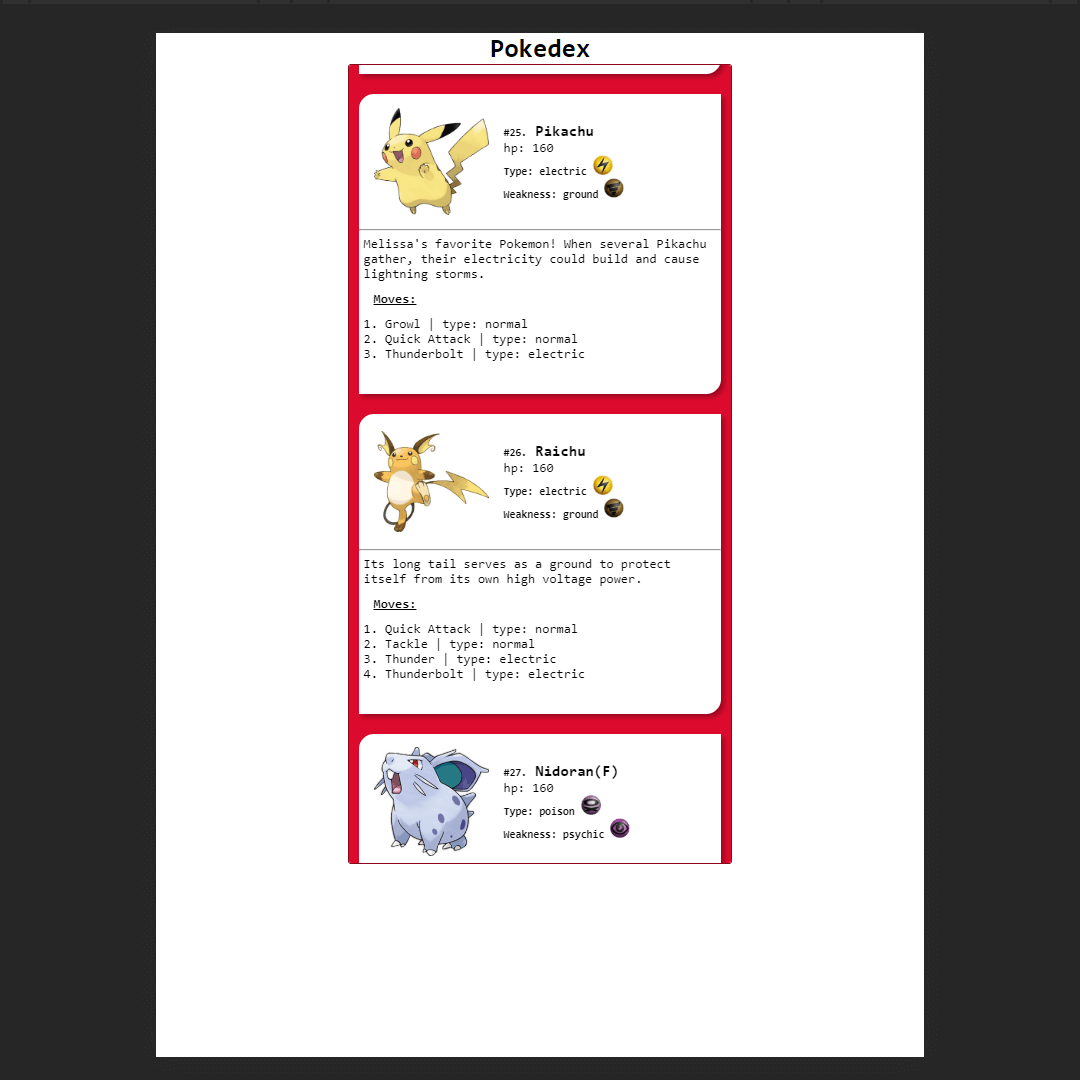 Pokedex
#25. Pikachu
hp: 160
Type: electric
Weakness: ground
Melissa's favorite Pokemon! When several Pikachu
gather, their electricity could build and cause
lightning storms.
Moves:
1. Growl | type: normal
2. Quick Attack | type: normal
3. Thunderbolt | type: electric
#26. Raichu
hp: 160
Type: electric
Weakness: ground
Its long tail serves as a ground to protect
itself from its own high voltage power.
Moves:
1. Quick Attack | type: normal
2. Tackle | type: normal
3. Thunder | type: electric
4. Thunderbolt | type: electric
#27. Nidoran(F)
hp: 160
Type: poison
Weakness: psychic